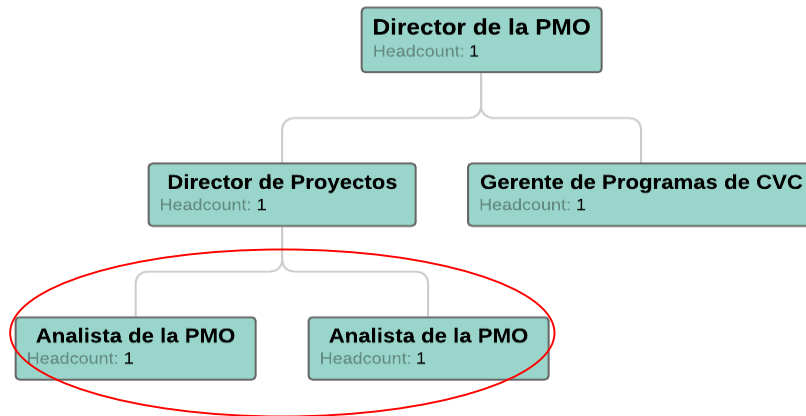 Director de la PMO
Headcount: 1
Director de Proyectos
Headcount: 1
Gerente de Programas de CVC
Headcount: 1
Analista de la PMO
Headcount: 1
Analista de la PMO
Headcount: 1